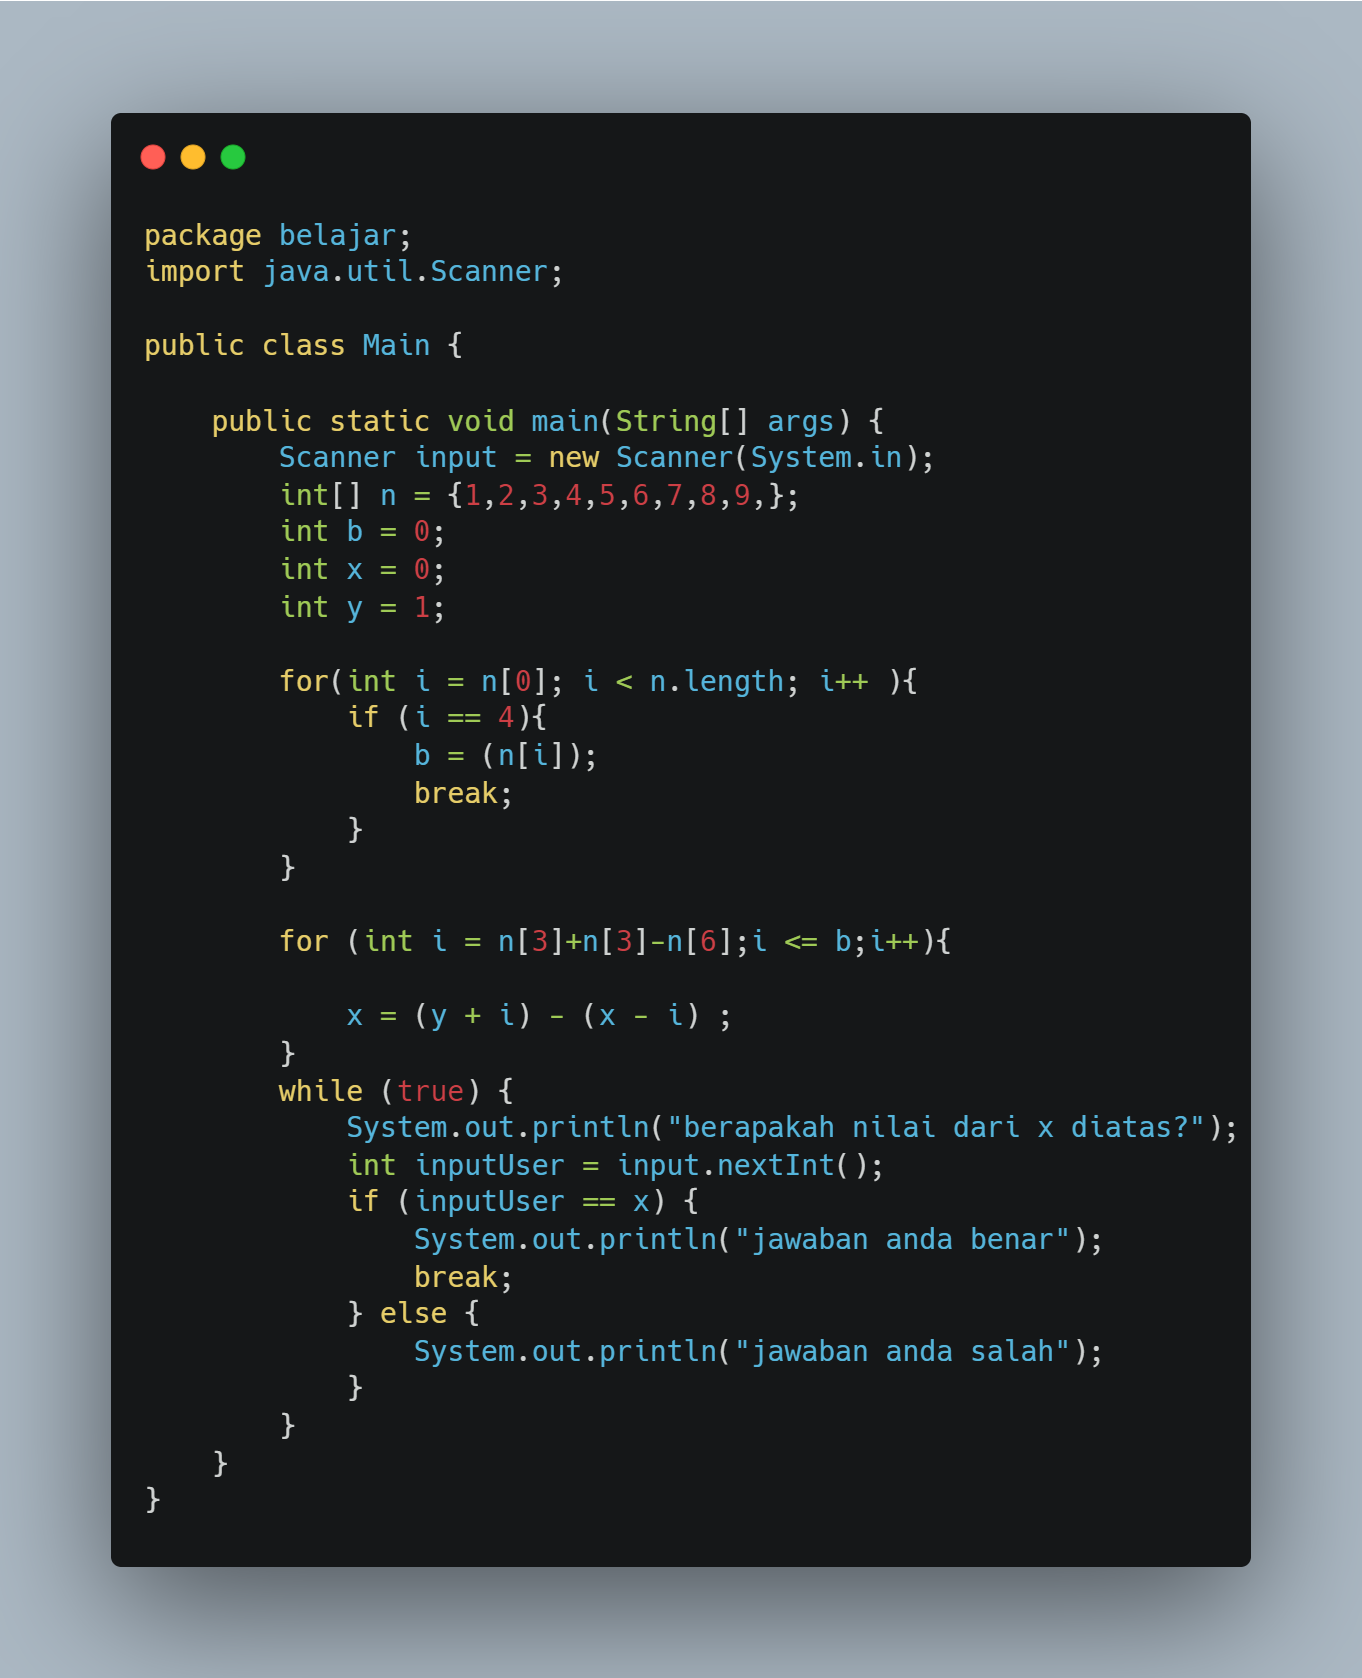 package belajar;
import java.util.Scanner;

public class Main {

    public static void main(String[] args) {
        Scanner input = new Scanner(System.in);
        int[] n = {1,2,3,4,5,6,7,8,9,};
        int b = 0;
        int x = 0;
        int y = 1;

        for(int i = n[0]; i < n.length; i++ ){
            if (i == 4){
                b = (n[i]);
                break;
            }
        }

        for (int i = n[3]+n[3]-n[6];i <= b;i++){

            x = (y + i) - (x - i) ;
        }
        while (true) {
            System.out.println("berapakah nilai dari x diatas?");
            int inputUser = input.nextInt();
            if (inputUser == x) {
                System.out.println("jawaban anda benar");
                break;
            } else {
                System.out.println("jawaban anda salah");
            }
        }
    }
}